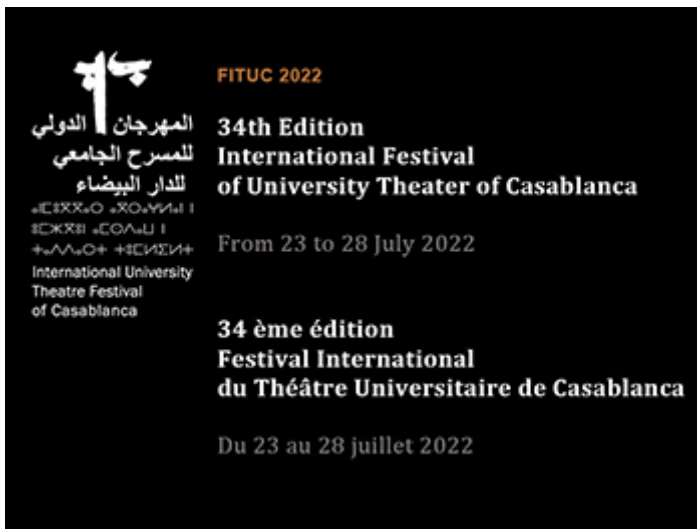 المهرجان الدولي
للمسرح الجامعي
للدار البيضاء
ⵜⴰⴷⴷⴰⵔⵜ ⵜⵓⵎⵍⵉⵍⵜ
International University
Theatre Festival
of Casablanca
FITUC 2022
34th Edition
International Festival
of University Theater of Casablanca
From 23 to 28 July 2022
34 ème édition
Festival International
du Théâtre Universitaire de Casablanca
Du 23 au 28 juillet 2022